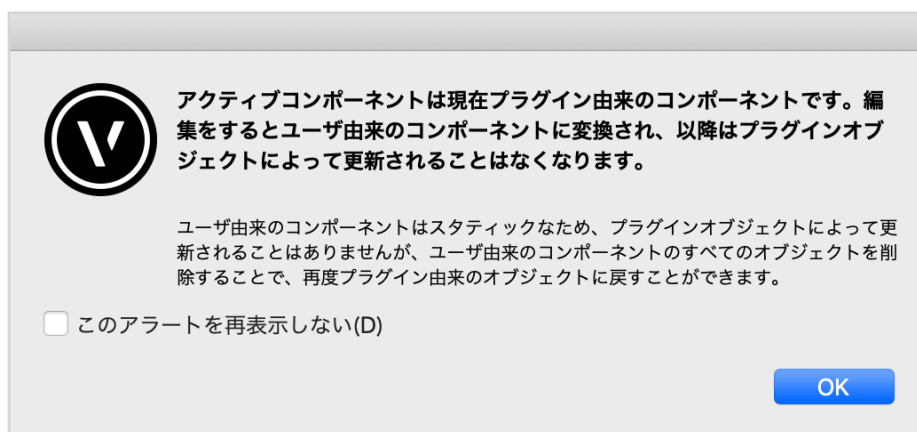 アクティブコンポーネントは現在プラグイン由来のコンポーネントです。編
集をするとユーザ由来のコンポーネントに変換され、以降はプラグインオブ
ジェクトによって更新されることはなくなります。
ユーザ由来のコンポーネントはスタティックなため、プラグインオブジェクトによって更
新されることはありませんが、ユーザ由来のコンポーネントのすべてのオブジェクトを削
除することで、再度プラグイン由来のオブジェクトに戻すことができます。
このアラートを再表示しない(D)
OK